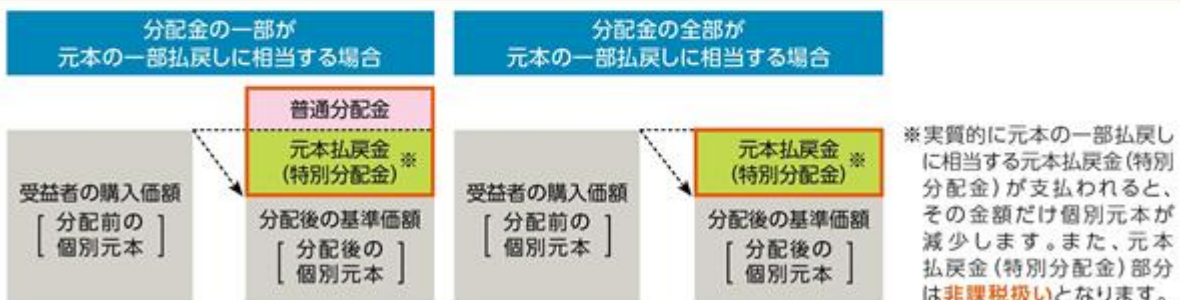 分配金の一部が
元本の一部払戻しに相当する場合
受益者の購入価額
[ 分配前の
個別元本 ]
普通分配金
元本払戻金
(特別分配金) ※
分配後の基準価額
[ 分配後の
個別元本 ]
分配金の全部が
元本の一部払戻しに相当する場合
受益者の購入価額
[ 分配前の
個別元本 ]
元本払戻金
(特別分配金) ※
分配後の基準価額
[ 分配後の
個別元本 ]
※実質的に元本の一部払戻し
に相当する元本払戻金(特別
分配金)が支払われると、
その金額だけ個別元本が
減少します。また、元本
払戻金(特別分配金)部分
は非課税扱いとなります。